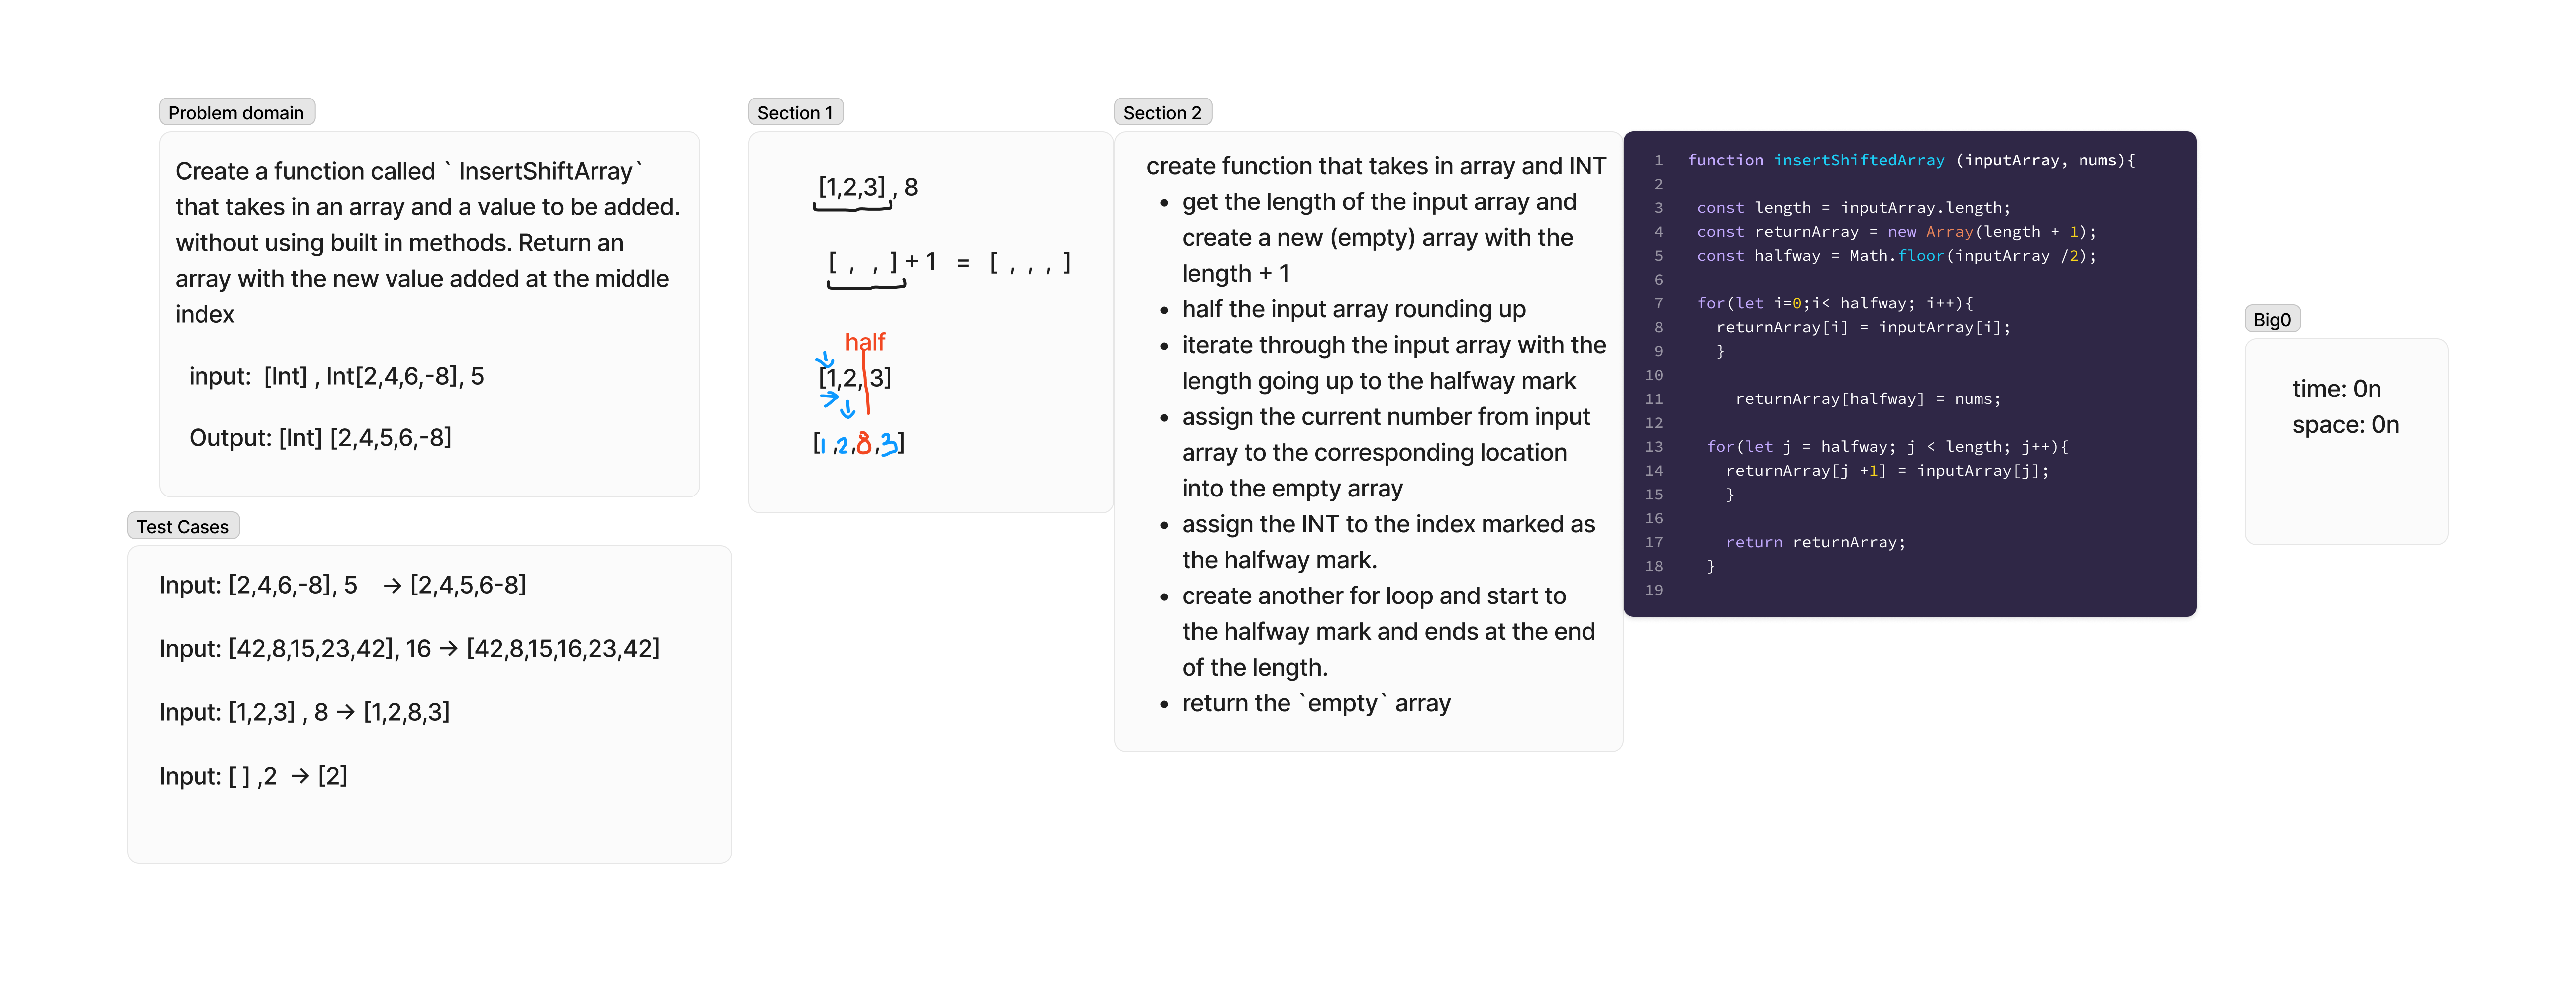 Problem domain
Create a function called ` InsertShiftArray`
that takes in an array and a value to be added.
without using built in methods. Return an
array with the new value added at the middle
index
input:  [Int] , Int[2,4,6,-8], 5
Output: [Int] [2,4,5,6,-8]
Test Cases
Input: [2,4,6,-8], 5    → [2,4,5,6-8]
Input: [42,8,15,23,42], 16 → [42,8,15,16,23,42]
Input: [1,2,3] , 8 → [1,2,8,3]
Input: [ ] ,2  → [2]
Section 1
[1,2,3] , 8
[ ,  , ] + 1  =  [ , , , ]
half
[1,2, 3]
[1 ,2,8,3]
Section 2
create function that takes in array and INT
• get the length of the input array and
create a new (empty) array with the
length + 1
• half the input array rounding up
• iterate through the input array with the
length going up to the halfway mark
• assign the current number from input
array to the corresponding location
into the empty array
• assign the INT to the index marked as
the halfway mark.
• create another for loop and start to
the halfway mark and ends at the end
of the length.
• return the `empty` array
1 function insertShiftedArray (inputArray, nums){
2
3 const length = inputArray.length;
4 const returnArray = new Array(length + 1);
5 const halfway = Math.floor(inputArray /2);
6
7 for(let i=0;i< halfway; i++){
8 returnArray[i] = inputArray[i];
9 }
10
11 returnArray[halfway] = nums;
12
13 for(let j = halfway; j < length; j++){
14 returnArray[j +1] = inputArray[j];
15 }
16
17 return returnArray;
18 }
19
Big0
time: 0n
space: 0n